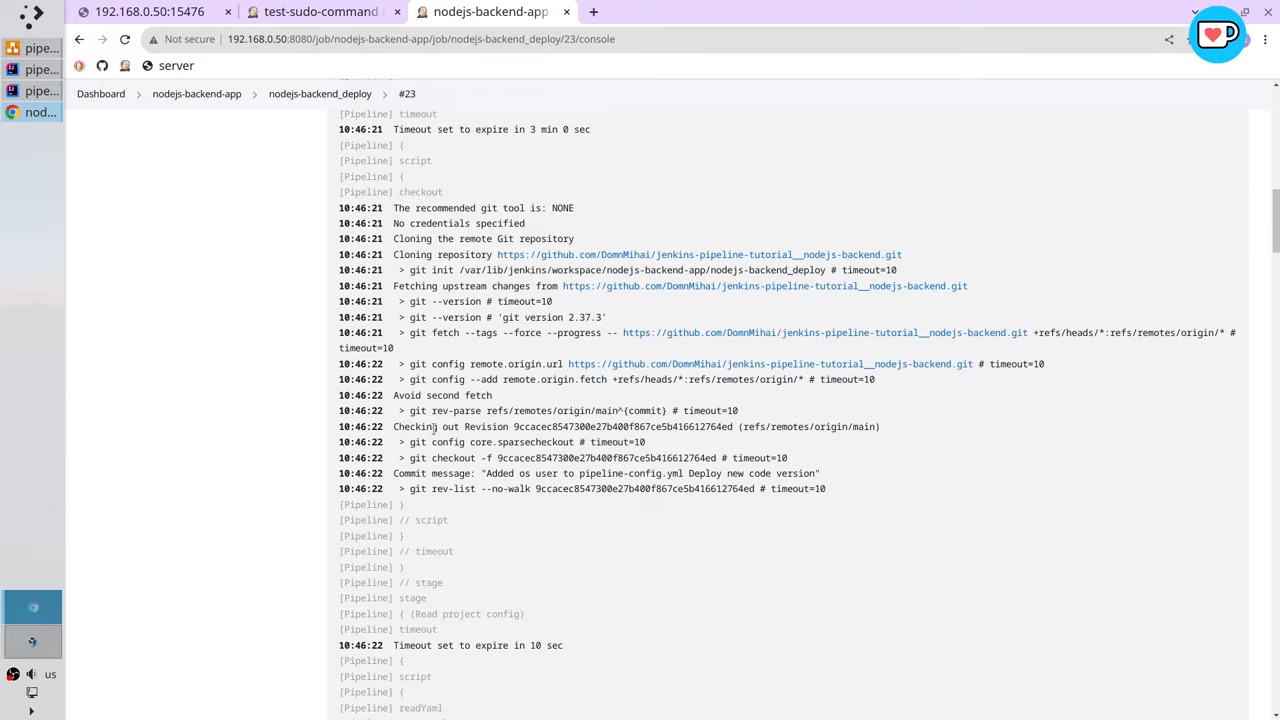 192.168.0.50:15476
test-sudo-command
nodejs-backend-app
pipe...
Not secure
192.168.0.50:8080/job/nodejs-backend-app/job/nodejs-backend_deploy/23/console
pipe...
server
pipe...
nod...
Dashboard > nodejs-backend-app > nodejs-backend_deploy > #23
[Pipeline] timeout
10:46:21 Timeout set to expire in 3 min 0 sec
[Pipeline] {
[Pipeline] script
[Pipeline] {
[Pipeline] checkout
10:46:21 The recommended git tool is: NONE
10:46:21 No credentials specified
10:46:21 Cloning the remote Git repository
10:46:21 Cloning repository https://github.com/DomnMihai/jenkins-pipeline-tutorial__nodejs-backend.git
10:46:21 > git init /var/lib/jenkins/workspace/nodejs-backend-app/nodejs-backend_deploy # timeout=10
10:46:21 Fetching upstream changes from https://github.com/DomnMihai/jenkins-pipeline-tutorial__nodejs-backend.git
10:46:21 > git --version # timeout=10
10:46:21 > git --version # 'git version 2.37.3'
10:46:21 > git fetch --tags --force --progress -- https://github.com/DomnMihai/jenkins-pipeline-tutorial__nodejs-backend.git +refs/heads/*:refs/remotes/origin/* #
timeout=10
10:46:22 > git config remote.origin.url https://github.com/DomnMihai/jenkins-pipeline-tutorial__nodejs-backend.git # timeout=10
10:46:22 > git config --add remote.origin.fetch +refs/heads/*:refs/remotes/origin/* # timeout=10
10:46:22 Avoid second fetch
10:46:22 > git rev-parse refs/remotes/origin/main^{commit} # timeout=10
10:46:22 Checking out Revision 9ccacec8547300e27b400f867ce5b416612764ed (refs/remotes/origin/main)
10:46:22 > git config core.sparsecheckout # timeout=10
10:46:22 > git checkout -f 9ccacec8547300e27b400f867ce5b416612764ed # timeout=10
10:46:22 Commit message: "Added os user to pipeline-config.yml Deploy new code version"
10:46:22 > git rev-list --no-walk 9ccacec8547300e27b400f867ce5b416612764ed # timeout=10
[Pipeline] }
[Pipeline] // script
[Pipeline] }
[Pipeline] // timeout
[Pipeline] }
[Pipeline] // stage
[Pipeline] stage
[Pipeline] { (Read project config)
[Pipeline] timeout
10:46:22 Timeout set to expire in 10 sec
[Pipeline] {
[Pipeline] script
[Pipeline] {
[Pipeline] readYaml
us